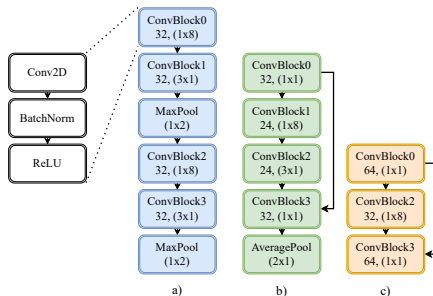 Conv2D
BatchNorm
ReLU
ConvBlock0
32, (1x8)
ConvBlock1
32, (3x1)
MaxPool
(1x2)
ConvBlock2
32, (1x8)
ConvBlock3
32, (3x1)
MaxPool
(1x2)
a)
ConvBlock0
32, (1x1)
ConvBlock1
24, (1x8)
ConvBlock2
24, (3x1)
ConvBlock3
32, (1x1)
AveragePool
(2x1)
b)
ConvBlock0
64, (1x1)
ConvBlock2
32, (1x8)
ConvBlock3
64, (1x1)
c)